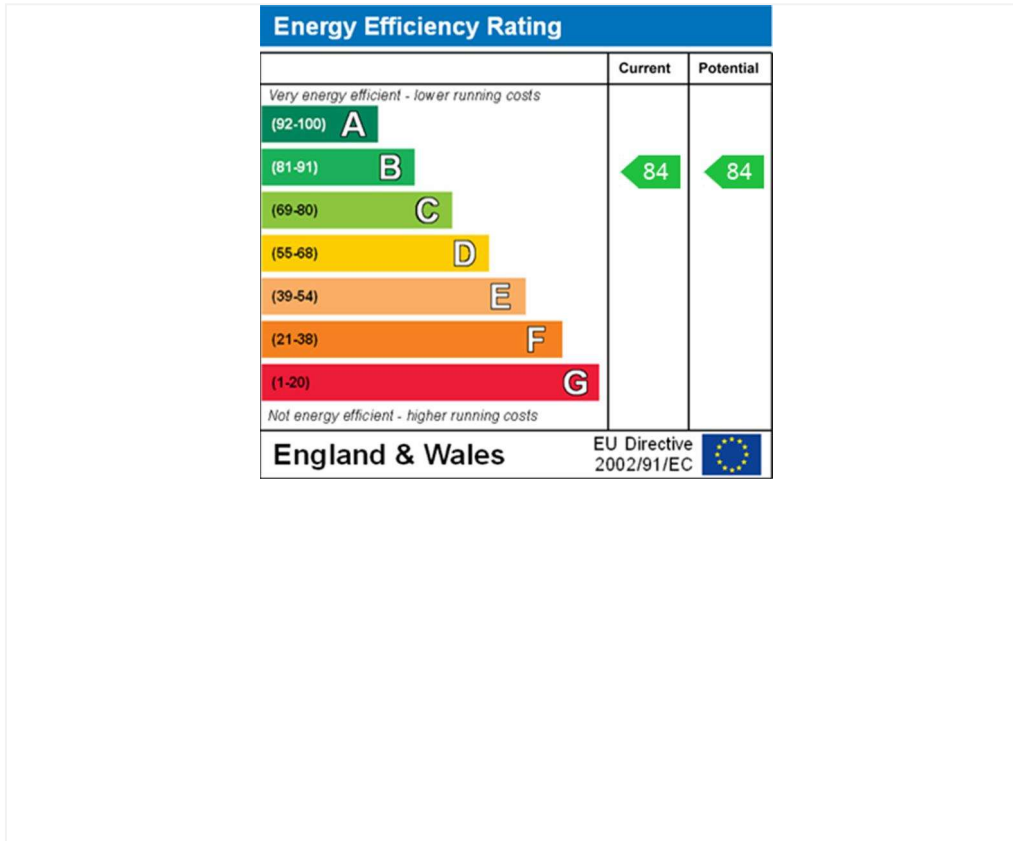 Energy Efficiency Rating
Current Potential
Very energy efficient - lower running costs
(92-100) A
(81-91) B 84 84
(69-80) C
(55-68) D
(39-54) E
(21-38) F
(1-20) G
Not energy efficient - higher running costs
England & Wales
EU Directive
2002/91/EC